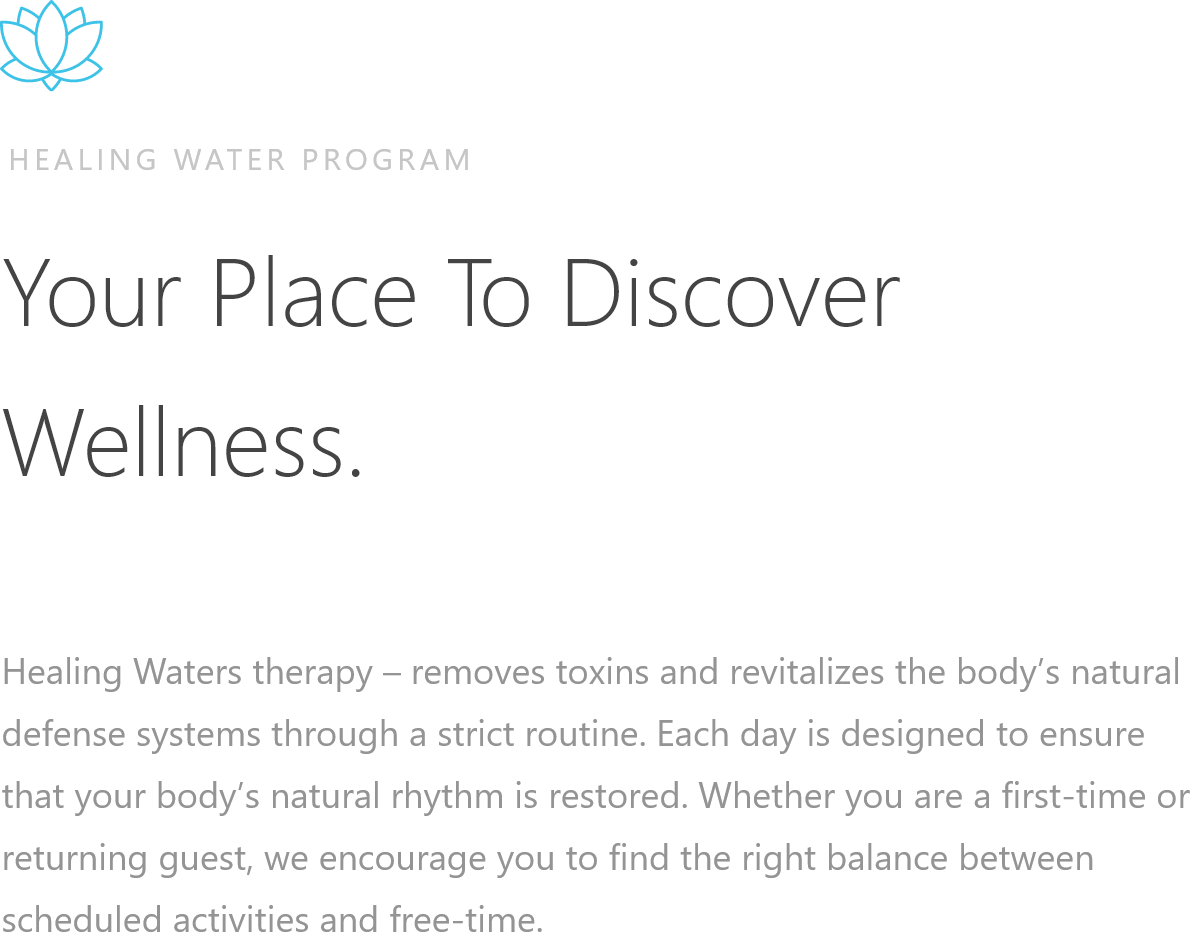 HEALING WATER PROGRAM
Your Place To Discover
Wellness.
Healing Waters therapy – removes toxins and revitalizes the body’s natural
defense systems through a strict routine. Each day is designed to ensure
that your body’s natural rhythm is restored. Whether you are a first-time or
returning guest, we encourage you to find the right balance between
scheduled activities and free-time.